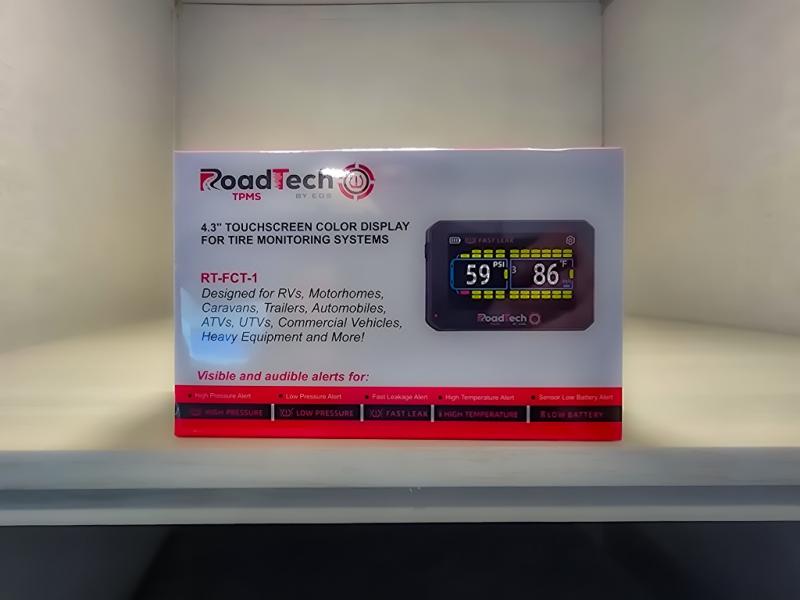 RoadTech
TPMS
BY EOS
4.3" TOUCHSCREEN COLOR DISPLAY
FOR TIRE MONITORING SYSTEMS
RT-FCT-1
Designed for RVs, Motorhomes,
Caravans, Trailers, Automobiles,
ATVs, UTVs, Commercial Vehicles,
Heavy Equipment and More!
FAST LEAK
59 PSI 3 86 °F
RoadTech
Visible and audible alerts for:
High Pressure Alert
Low Pressure Alert
Fast Leakage Alert
High Temperature Alert
Sensor Low Battery Alert
HIGH PRESSURE
LOW PRESSURE
FAST LEAK
HIGH TEMPERATURE
LOW BATTERY